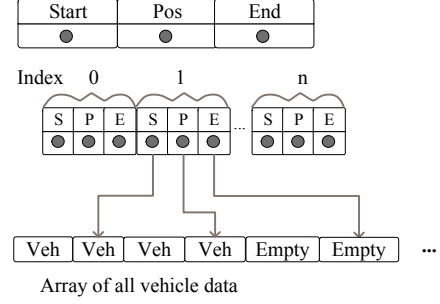 Start Pos End
Index 0 1 n
S P E S P E ... S P E
Veh Veh Veh Veh Empty Empty ...
Array of all vehicle data